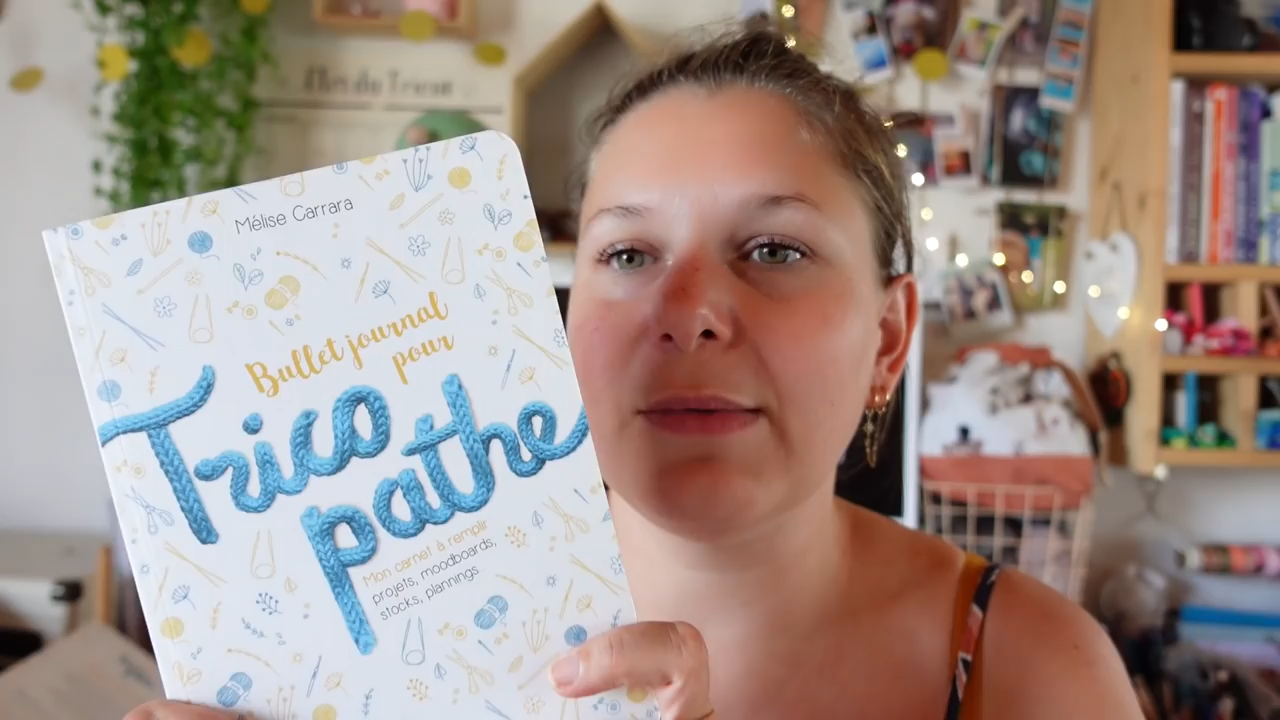 Mélise Carrara
Bullet journal
pour
Trico
pathe
Mon carnet à remplir
projets, moodboards,
stocks, plannings